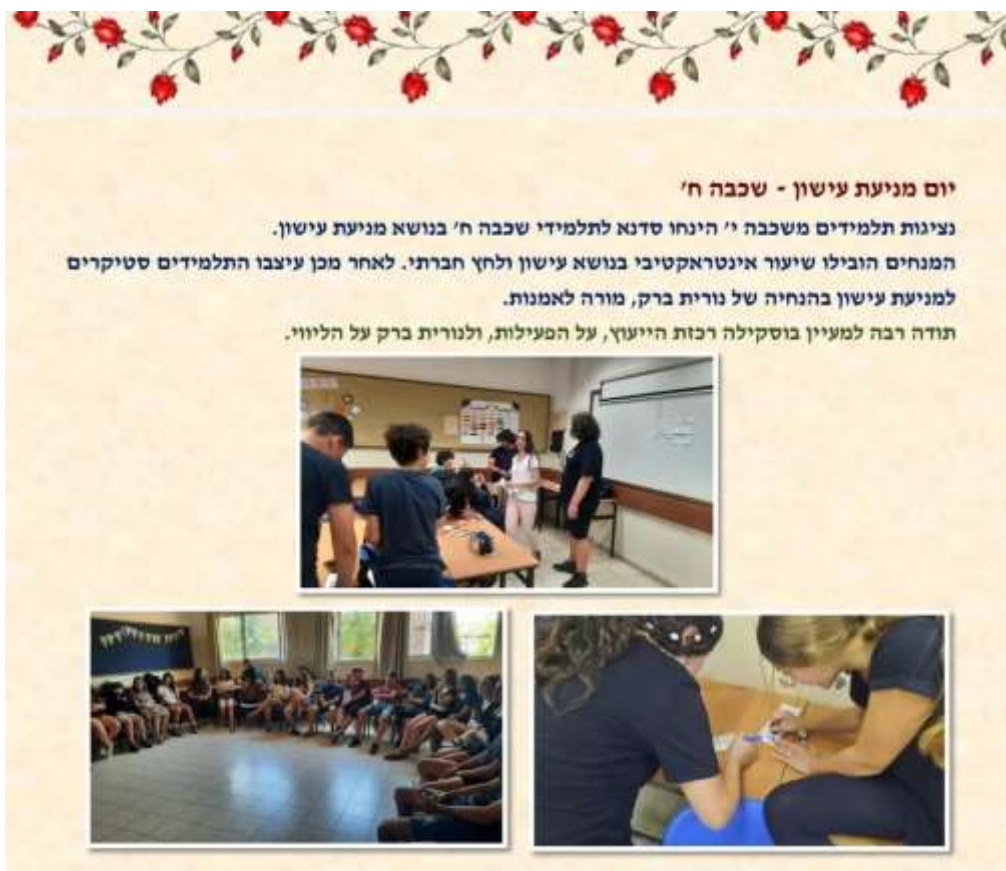 יום מניעת עישון - שכבה ח׳
נציגות תלמידים משכבה י׳ הינחו סדנא לתלמידי שכבה ח׳ בנושא מניעת עישון.
המנחים הובילו שיעור אינטראקטיבי בנושא עישון ולחץ חברתי. לאחר מכן עיצבו התלמידים סטיקרים
למניעת עישון בהנחיה של נורית ברק, מורה לאמנות.
תודה רבה למעיין בוסקילה רכזת הייעוץ, על הפעילות, ולנורית ברק על הליווי.